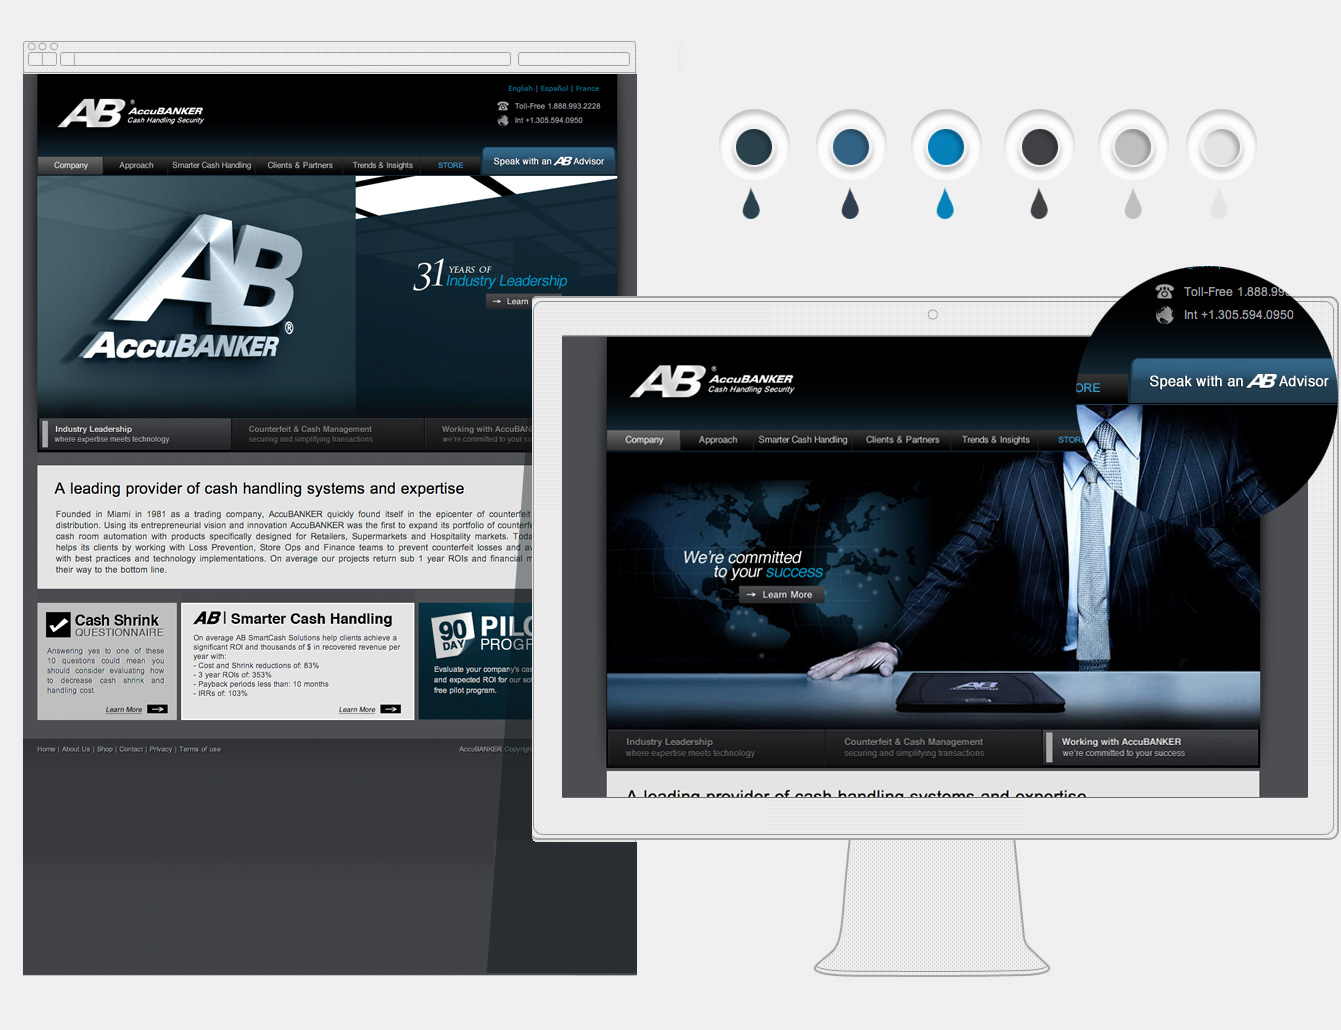 English | Español | France
AB® AccuBANKER
Cash Handling Security
Toll-Free 1.888.993.2228
Int +1.305.594.0950
Company Approach Smarter Cash Handling Clients & Partners Trends & Insights STORE Speak with an AB Advisor
AB®
AccuBANKER
31 YEARS OF
Industry Leadership
→ Learn
Industry Leadership
where expertise meets technology
Counterfeit & Cash Management
securing and simplifying transactions
Working with AccuBAN
we're committed to your su
A leading provider of cash handling systems and expertise
Founded in Miami in 1981 as a trading company, AccuBANKER quickly found itself in the epicenter of counterfeit
distribution. Using its entrepreneurial vision and innovation AccuBANKER was the first to expand its portfolio of counterfe
cash room automation with products specifically designed for Retailers, Supermarkets and Hospitality markets. Toda
helps its clients by working with Loss Prevention, Store Ops and Finance teams to prevent counterfeit losses and av
with best practices and technology implementations. On average our projects return sub 1 year ROIs and financial m
their way to the bottom line.
Cash Shrink
QUESTIONNAIRE
Answering yes to one of these
10 questions could mean you
should consider evaluating how
to decrease cash shrink and
handling cost.
Learn More →
AB | Smarter Cash Handling
On average AB SmartCash Solutions help clients achieve a
significant ROI and thousands of $ in recovered revenue per
year with:
- Cost and Shrink reductions of: 83%
- 3 year ROIs of: 353%
- Payback periods less than: 10 months
- IRRs of: 103%
Learn More →
90
DAY
PILO
PROGR
Evaluate your company's cas
and expected ROI for our sol
free pilot program.
Home | About Us | Shop | Contact | Privacy | Terms of use
AccuBANKER Copyrigh
AB® AccuBANKER
Cash Handling Security
Company Approach Smarter Cash Handling Clients & Partners Trends & Insights STOR
Toll-Free 1.888.99
Int +1.305.594.0950
ORE
Speak with an AB Advisor
We're committed
to your success
→ Learn More
AB
AccuBANKER
Industry Leadership
where expertise meets technology
Counterfeit & Cash Management
securing and simplifying transactions
Working with AccuBANKER
we're committed to your success
A leading provider of cash handling systems and expertise